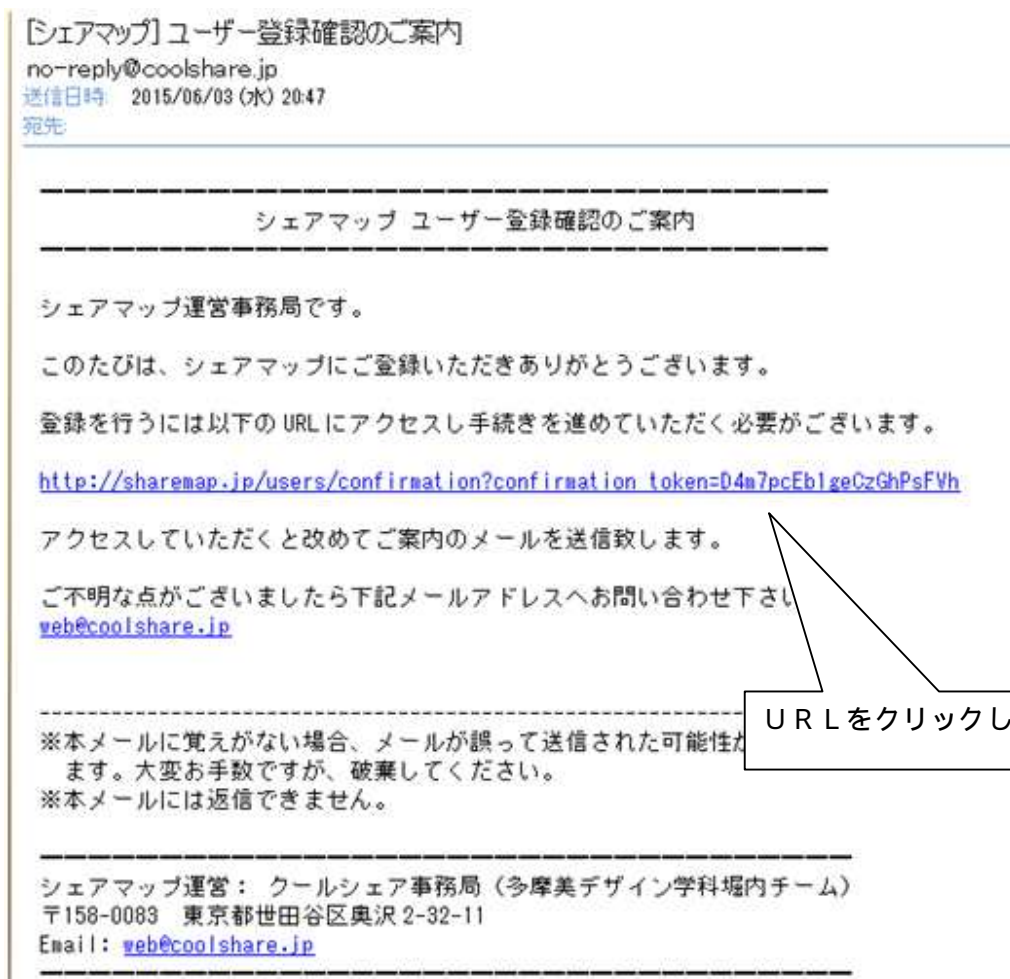 [シェアマップ] ユーザー登録確認のご案内
no-reply@coolshare.jp
送信日時: 2015/06/03 (水) 20:47
宛先:
シェアマップ ユーザー登録確認のご案内
シェアマップ運営事務局です。
このたびは、シェアマップにご登録いただきありがとうございます。
登録を行うには以下の URL にアクセスし手続きを進めていただく必要がございます。
http://sharemap.jp/users/confirmation?confirmation_token=D4m7pcEb1geCzGhPsFVh
アクセスしていただくと改めてご案内のメールを送信致します。
ご不明な点がございましたら下記メールアドレスへお問い合わせ下さい
web@coolshare.jp
ＵＲＬをクリックし
※本メールに覚えがない場合、メールが誤って送信された可能性が
ます。大変お手数ですが、破棄してください。
※本メールには返信できません。
シェアマップ運営： クールシェア事務局（多摩美デザイン学科堀内チーム）
〒158-0083 東京都世田谷区奥沢 2-32-11
Email: web@coolshare.jp